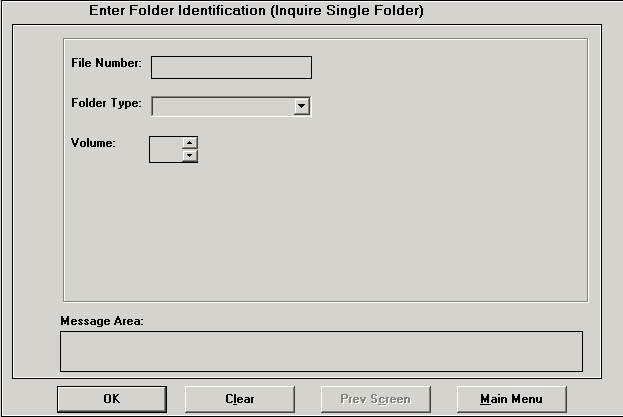 Enter Folder Identification (Inquire Single Folder)
File Number:
Folder Type:
Volume:
Message Area:
OK Clear Prev Screen Main Menu